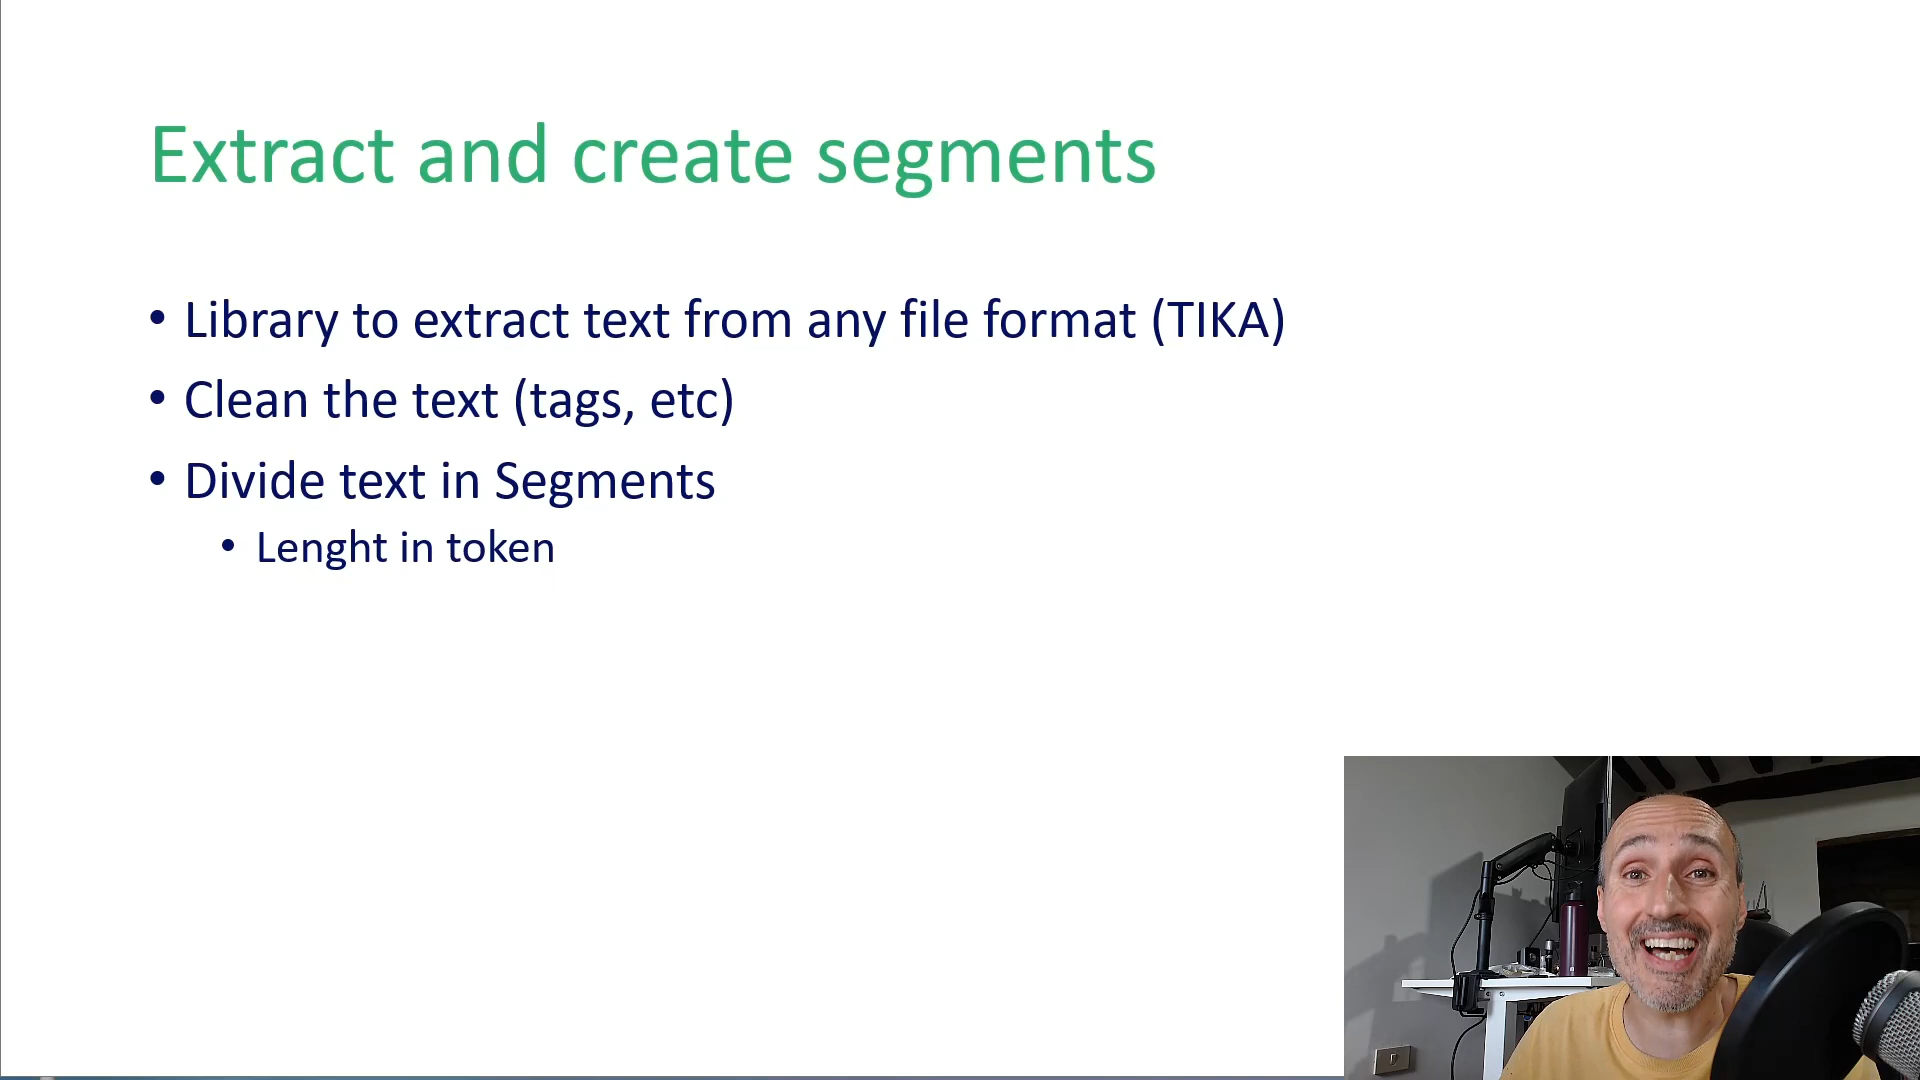 Extract and create segments
• Library to extract text from any file format (TIKA)
• Clean the text (tags, etc)
• Divide text in Segments
• Lenght in token